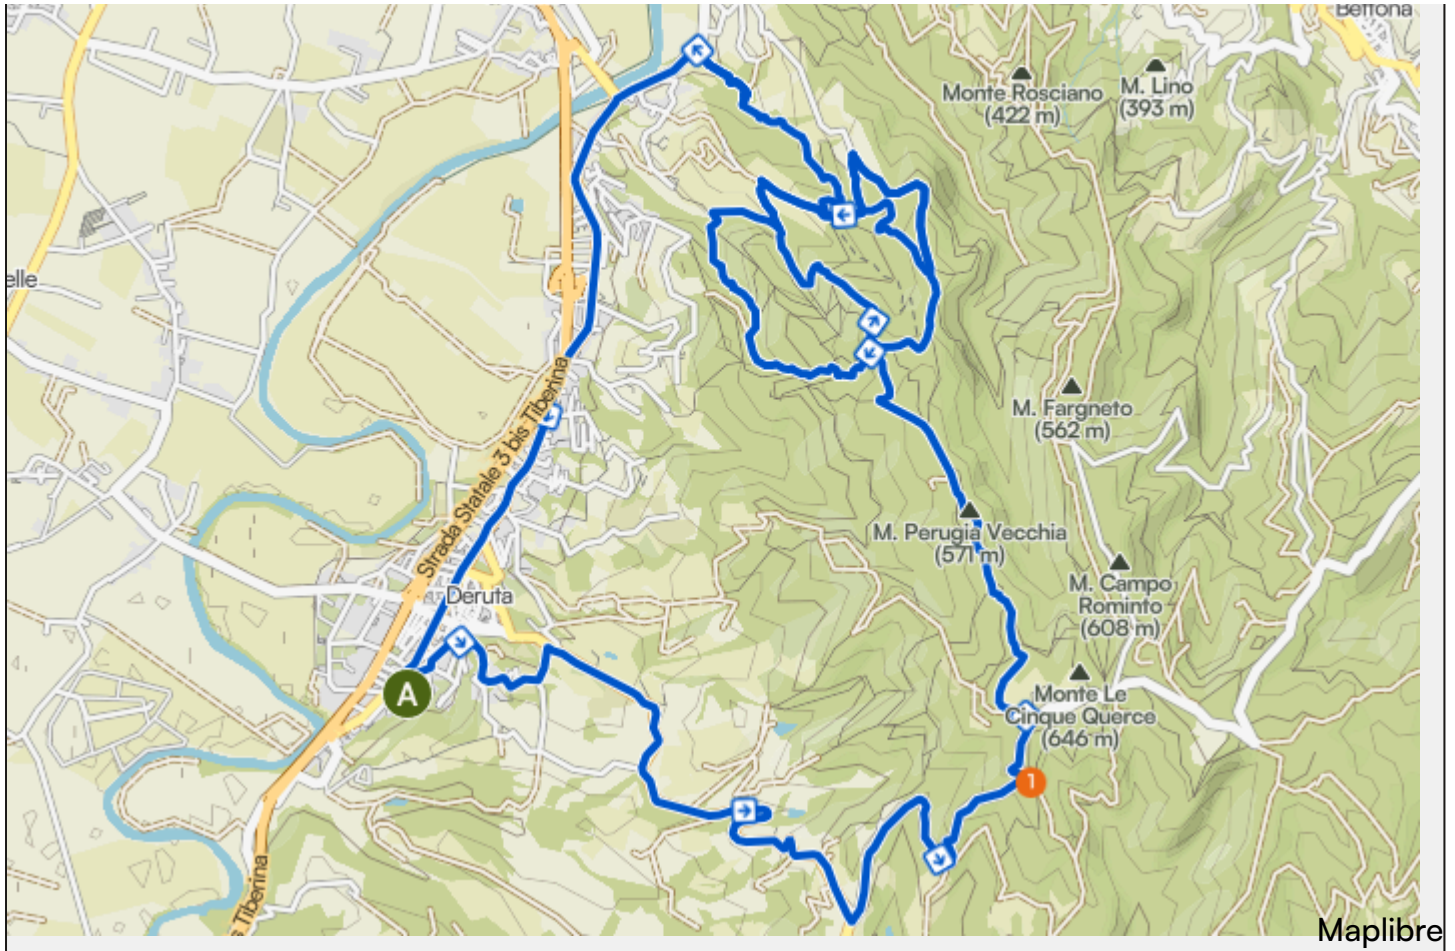 Bettona
Monte Rosciano
(422 m)
M. Lino
(393 m)
elle
M. Fargneto
(562 m)
Strada Statale 3 bis Tiberina
M. Perugia Vecchia
(571 m)
M. Campo
Rominto
(608 m)
Deruta
A
Monte Le
Cinque Querce
(646 m)
1
s Tiberina
Maplibre